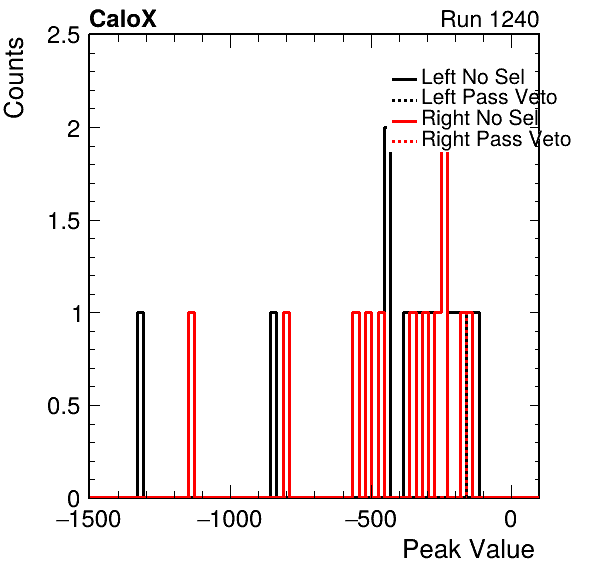 CaloX Run 1240
Counts
2.5
2
1.5
1
0.5
0
Left No Sel
Left Pass Veto
Right No Sel
Right Pass Veto
−1500 −1000 −500 0
Peak Value